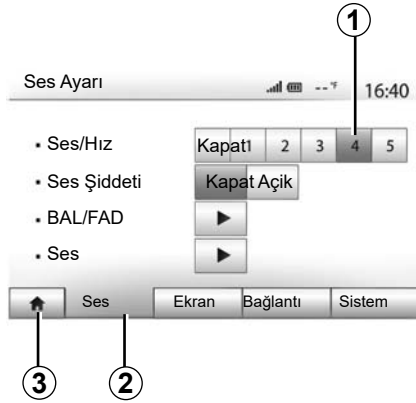 1
Ses Ayarı --°F 16:40
• Ses/Hız Kapat 1 2 3 4 5
• Ses Şiddeti Kapat Açik
• BAL/FAD
• Ses
Ses Ekran Bağlantı Sistem
3 2